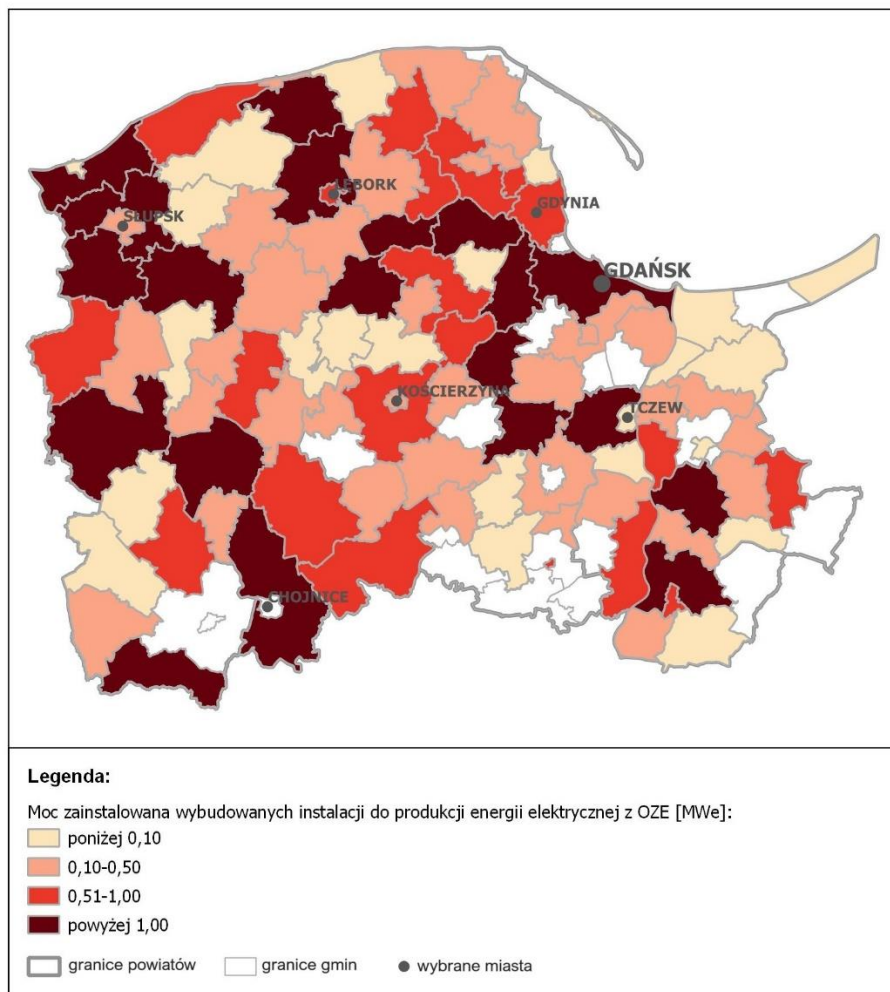 LĘBORK
GDYNIA
SŁUPSK
GDAŃSK
KOŚCIERZYNA
TCZEW
CHOJNICE
Legenda:
Moc zainstalowana wybudowanych instalacji do produkcji energii elektrycznej z OZE [MWe]:
poniżej 0,10
0,10-0,50
0,51-1,00
powyżej 1,00
granice powiatów granice gmin wybrane miasta